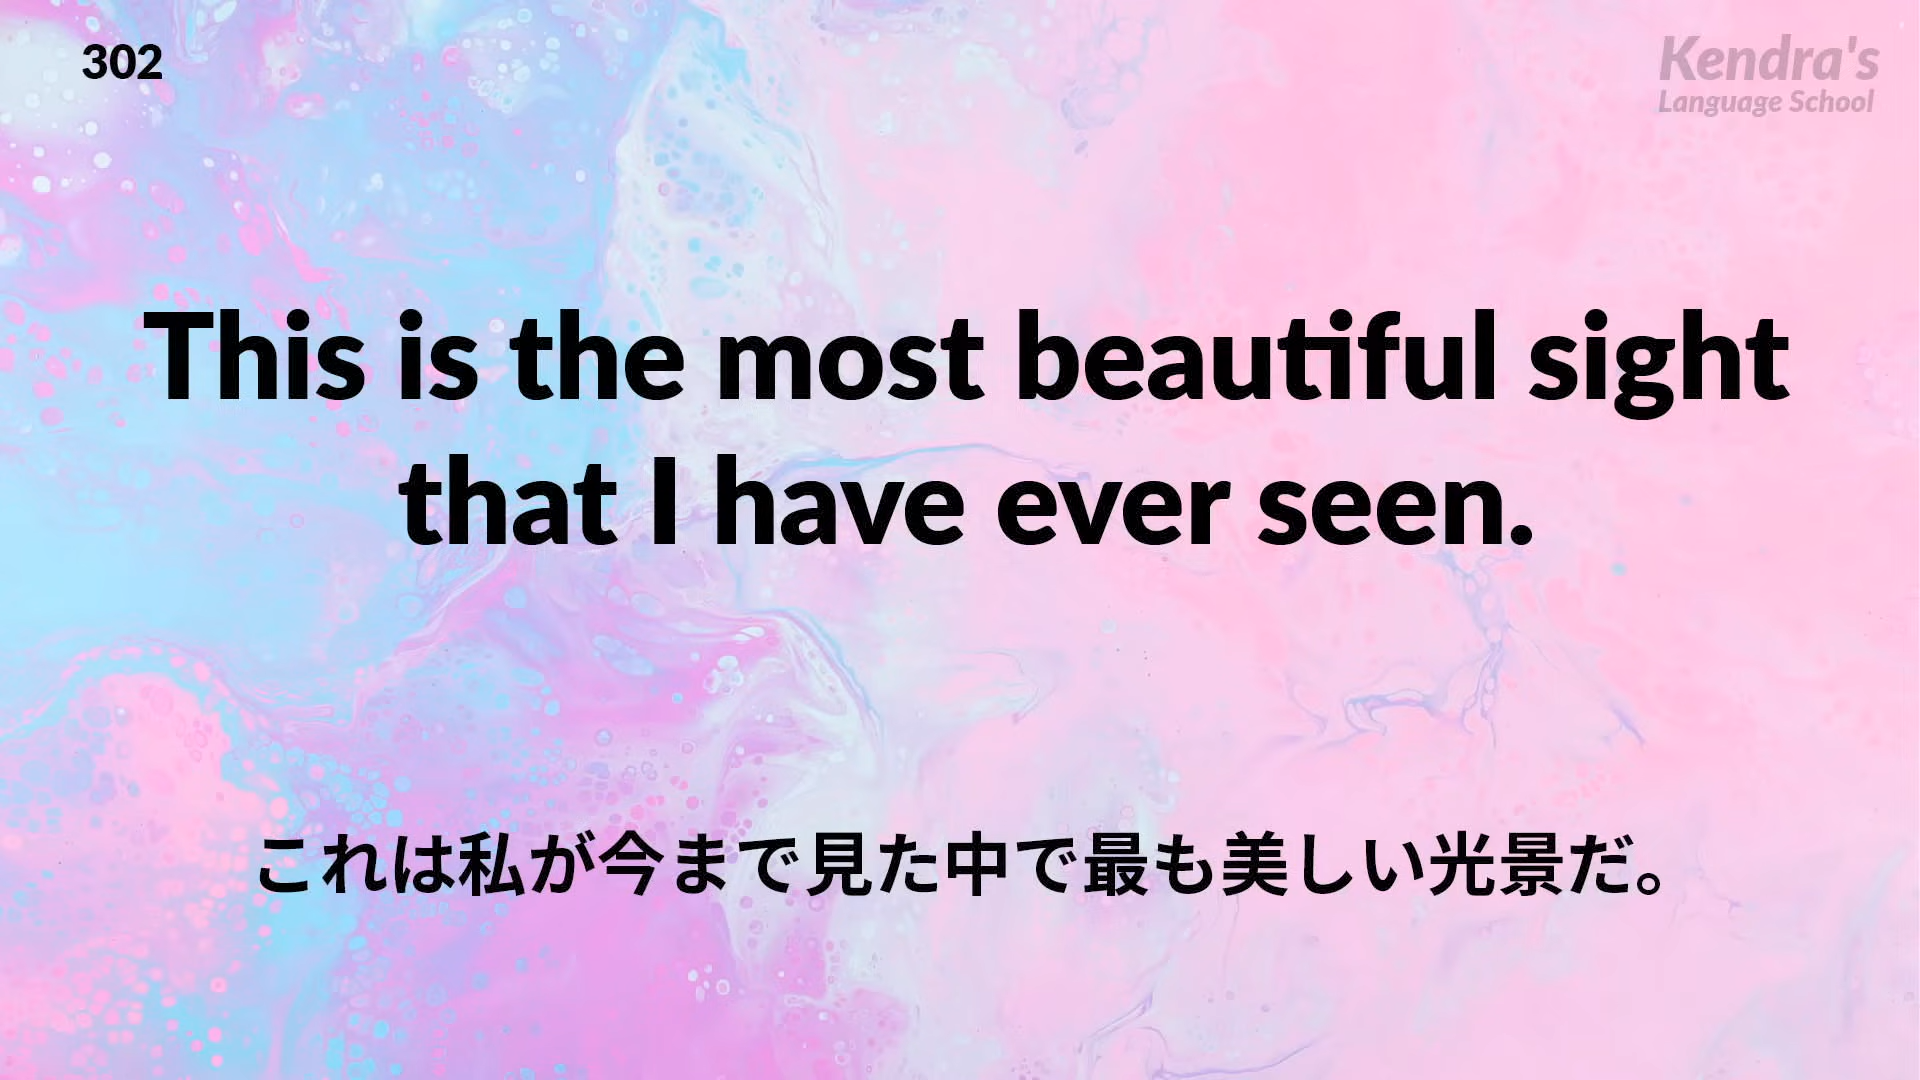 302
Kendra's
Language School
This is the most beautiful sight
that I have ever seen.
これは私が今まで見た中で最も美しい光景だ。